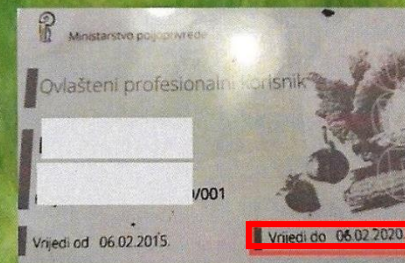 Ministarstvo poljoprivrede
Ovlašteni profesionalni korisnik
/001
Vrijedi od 06.02.2015.
Vrijedi do 06.02.2020.